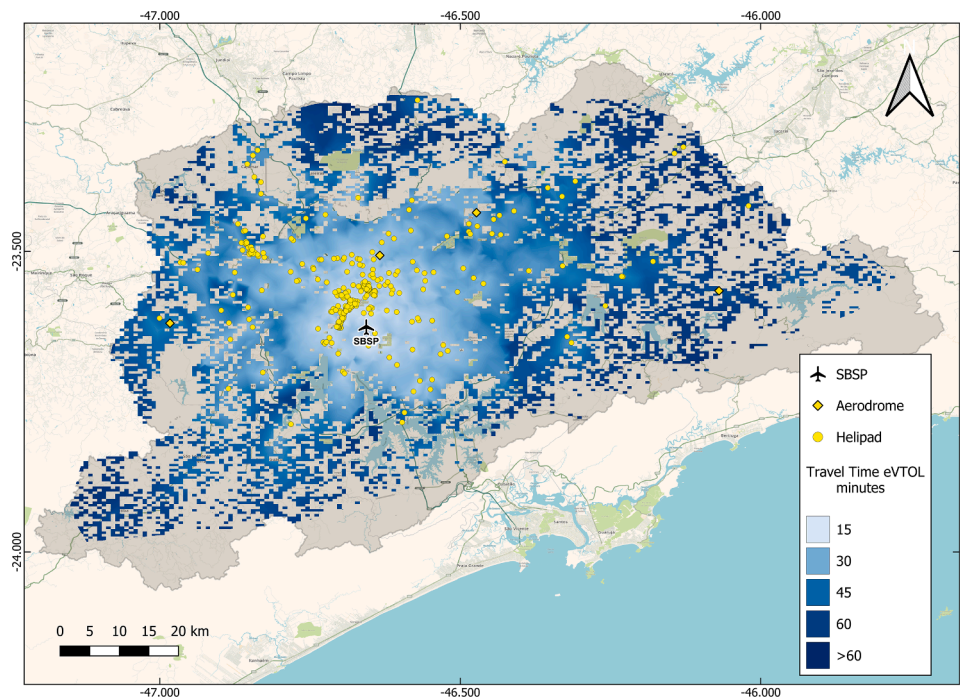 -47.000 -46.500 -46.000
-23.500
-24.000
SBSP
SBSP
Aerodrome
Helipad
Travel Time eVTOL
minutes
15
30
45
60
>60
0 5 10 15 20 km
-47.000 -46.500 -46.000